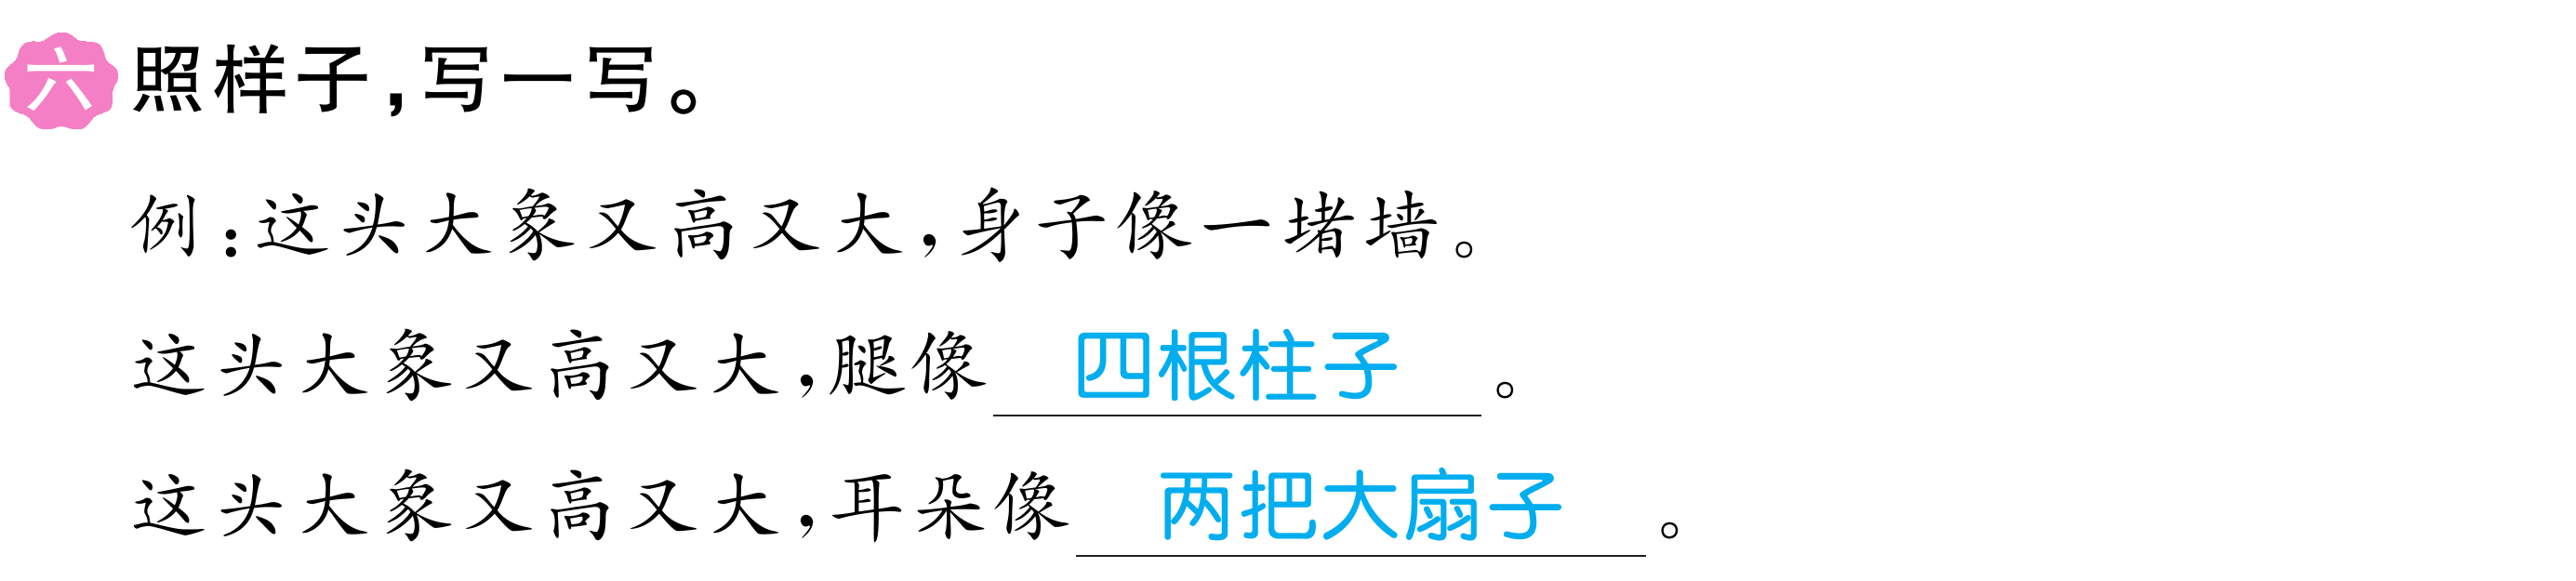 六 照样子,写一写。
例:这头大象又高又大,身子像一堵墙。
这头大象又高又大,腿像 四根柱子 。
这头大象又高又大,耳朵像 两把大扇子 。